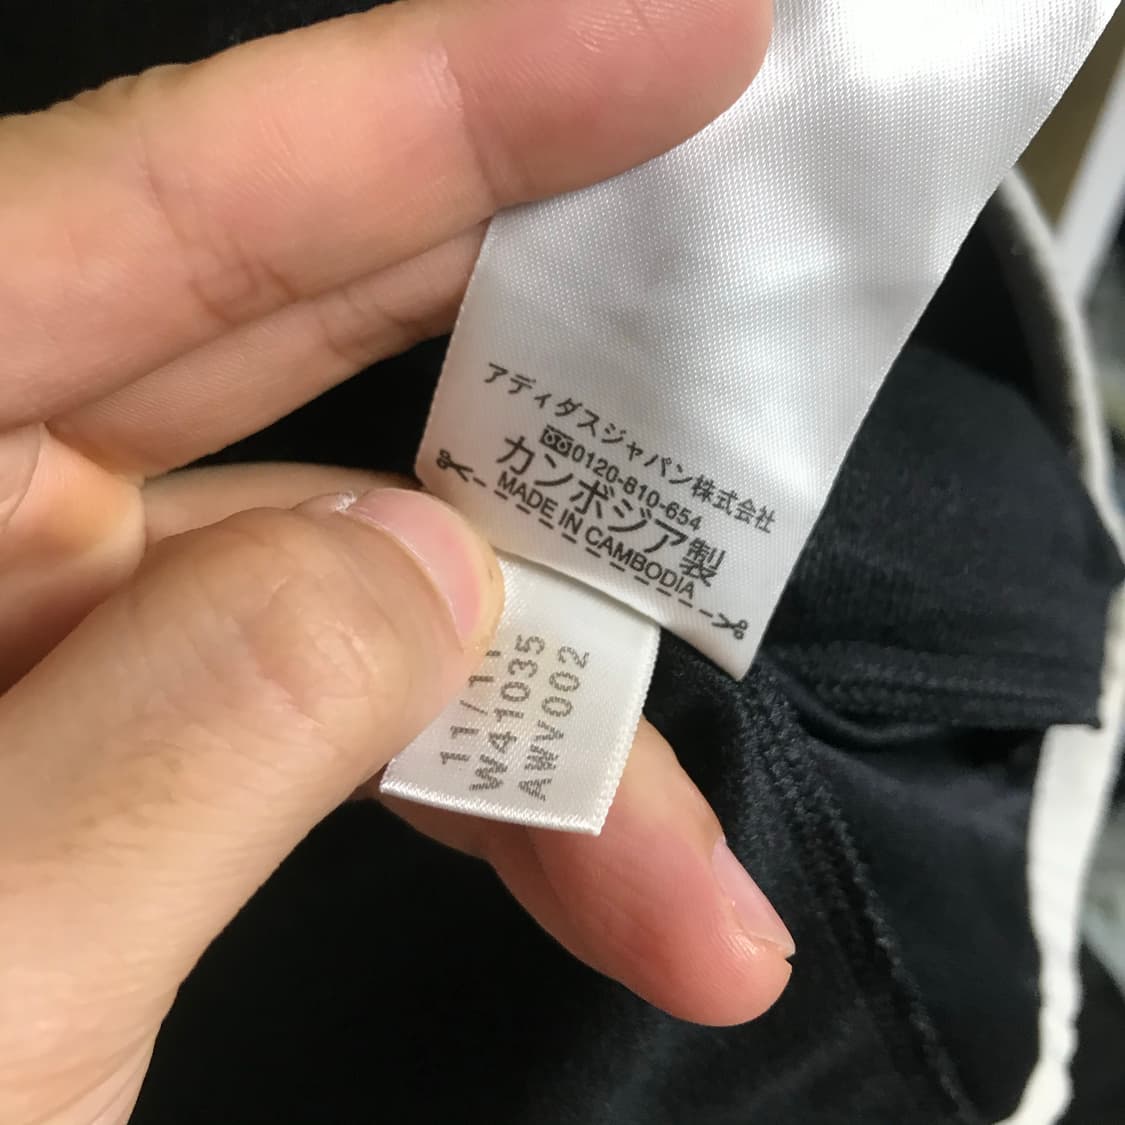 アディダスジャパン株式会社
0120-810-654
カンボジア製
MADE IN CAMBODIA
11/11
W41035
AWV002